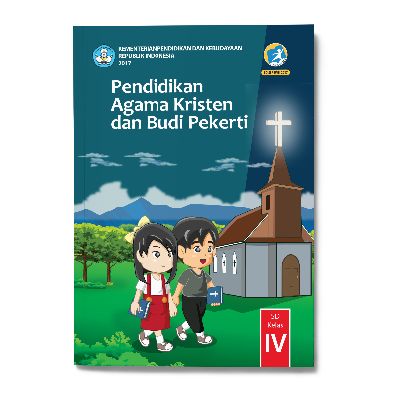 KEMENTERIAN PENDIDIKAN DAN KEBUDAYAAN
REPUBLIK INDONESIA
2017
Pendidikan
Agama Kristen
dan Budi Pekerti
SD
Kelas
IV